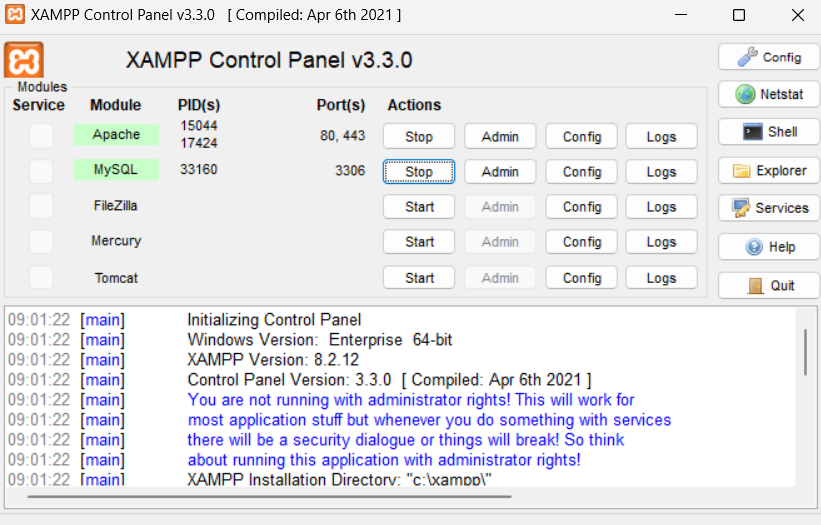 XAMPP Control Panel v3.3.0 [ Compiled: Apr 6th 2021 ]
XAMPP Control Panel v3.3.0
Config
Modules
Service Module PID(s) Port(s) Actions
Netstat
Apache 15044 17424 80, 443 Stop Admin Config Logs
Shell
MySQL 33160 3306 Stop Admin Config Logs
Explorer
FileZilla Start Admin Config Logs
Services
Mercury Start Admin Config Logs
Help
Tomcat Start Admin Config Logs
Quit
09:01:22 [main] Initializing Control Panel
09:01:22 [main] Windows Version: Enterprise 64-bit
09:01:22 [main] XAMPP Version: 8.2.12
09:01:22 [main] Control Panel Version: 3.3.0 [ Compiled: Apr 6th 2021 ]
09:01:22 [main] You are not running with administrator rights! This will work for
09:01:22 [main] most application stuff but whenever you do something with services
09:01:22 [main] there will be a security dialogue or things will break! So think
09:01:22 [main] about running this application with administrator rights!
09:01:22 [main] XAMPP Installation Directory: "c:\xampp\"